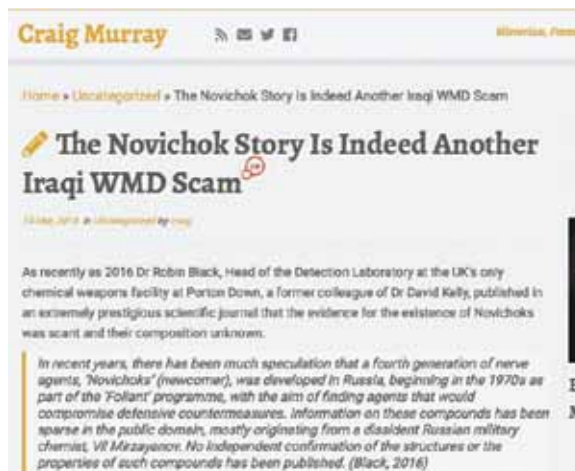 Craig Murray
Home » Uncategorized » The Novichok Story Is Indeed Another Iraqi WMD Scam
The Novichok Story Is Indeed Another
Iraqi WMD Scam
in Uncategorized by craig
As recently as 2016 Dr Robin Black, Head of the Detection Laboratory at the UK's only
chemical weapons facility at Porton Down, a former colleague of Dr David Kelly, published in
an extremely prestigious scientific journal that the evidence for the existence of Novichoks
was scant and their composition unknown.
In recent years, there has been much speculation that a fourth generation of nerve
agents, 'Novichoks' (newcomer), was developed in Russia, beginning in the 1970s as
part of the 'Foliant' programme, with the aim of finding agents that would
compromise defensive countermeasures. Information on these compounds has been
sparse in the public domain, mostly originating from a dissident Russian military
chemist, Vil Mirzayanov. No independent confirmation of the structures or the
properties of such compounds has been published. (Black, 2016)